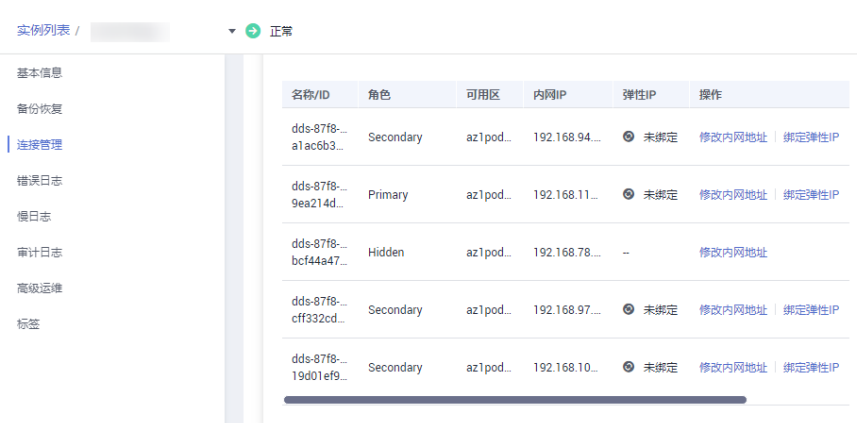 实例列表 /
正常
基本信息
备份恢复
连接管理
错误日志
慢日志
审计日志
高级运维
标签
名称/ID 角色 可用区 内网IP 弹性IP 操作
dds-87f8-...
a1ac6b3... Secondary az1pod... 192.168.94.... 未绑定 修改内网地址 绑定弹性IP
dds-87f8-...
9ea214d... Primary az1pod... 192.168.11... 未绑定 修改内网地址 绑定弹性IP
dds-87f8-...
bcf44a47... Hidden az1pod... 192.168.78.... -- 修改内网地址
dds-87f8-...
cff332cd... Secondary az1pod... 192.168.97.... 未绑定 修改内网地址 绑定弹性IP
dds-87f8-...
19d01ef9... Secondary az1pod... 192.168.10... 未绑定 修改内网地址 绑定弹性IP